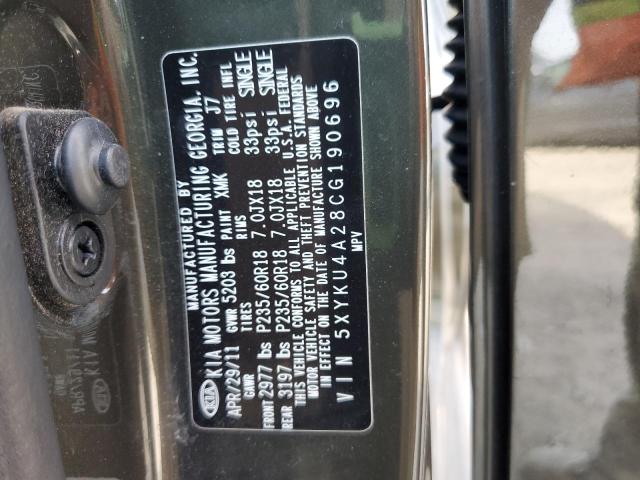 MANUFACTURED BY
KIA KIA MOTORS MANUFACTURING GEORGIA, INC.
APR/29/11 GVWR 5203 lbs PAINT XMK TRIM J7
GAWR TIRES RIMS COLD TIRE INFL
FRONT 2977 lbs P235/60R18 7.0JX18 33psi SINGLE
REAR 3197 lbs P235/60R18 7.0JX18 33psi SINGLE
THIS VEHICLE CONFORMS TO ALL APPLICABLE U.S.A. FEDERAL
MOTOR VEHICLE SAFETY AND THEFT PREVENTION STANDARDS
IN EFFECT ON THE DATE OF MANUFACTURE SHOWN ABOVE
VIN 5XYKU4A28CG190696
MPV